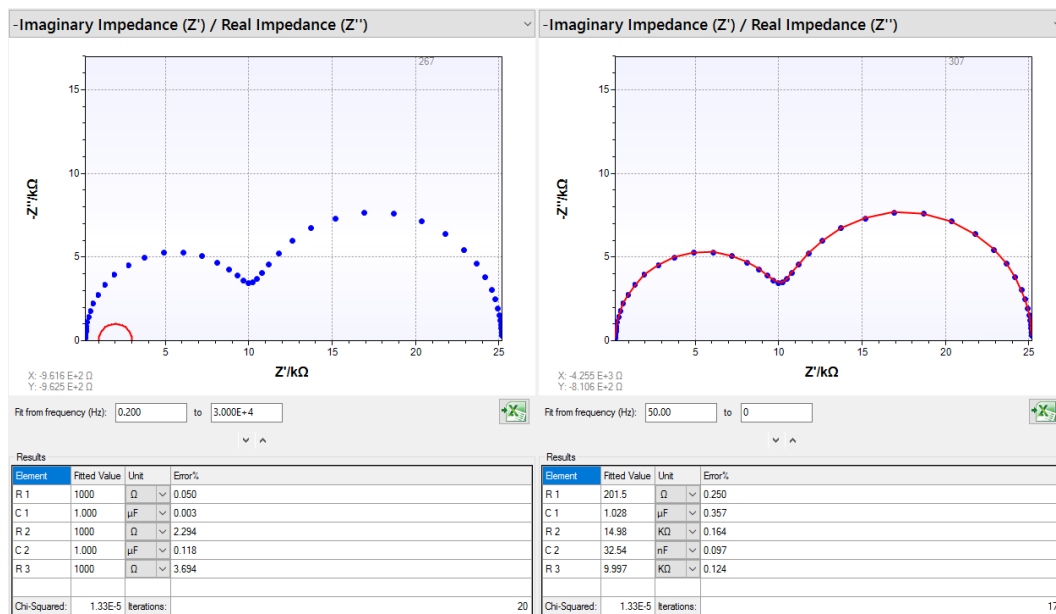 -Imaginary Impedance (Z') / Real Impedance (Z'')
267
15
10
5
0
-Z''/kΩ
5
10
15
20
25
Z'/kΩ
X: -9.616 E+2 Ω
Y: -9.625 E+2 Ω
Fit from frequency (Hz): 0.200 to 3.000E+4
Results
Element Fitted Value Unit Error%
R 1 1000 Ω 0.050
C 1 1.000 µF 0.003
R 2 1000 Ω 2.294
C 2 1.000 µF 0.118
R 3 1000 Ω 3.694
Chi-Squared: 1.33E-5 Iterations: 20
-Imaginary Impedance (Z') / Real Impedance (Z'')
307
15
10
5
0
-Z''/kΩ
5
10
15
20
25
Z'/kΩ
X: -4.255 E+3 Ω
Y: -8.106 E+2 Ω
Fit from frequency (Hz): 50.00 to 0
Results
Element Fitted Value Unit Error%
R 1 201.5 Ω 0.250
C 1 1.028 µF 0.357
R 2 14.98 KΩ 0.164
C 2 32.54 nF 0.097
R 3 9.997 KΩ 0.124
Chi-Squared: 1.33E-5 Iterations: 17